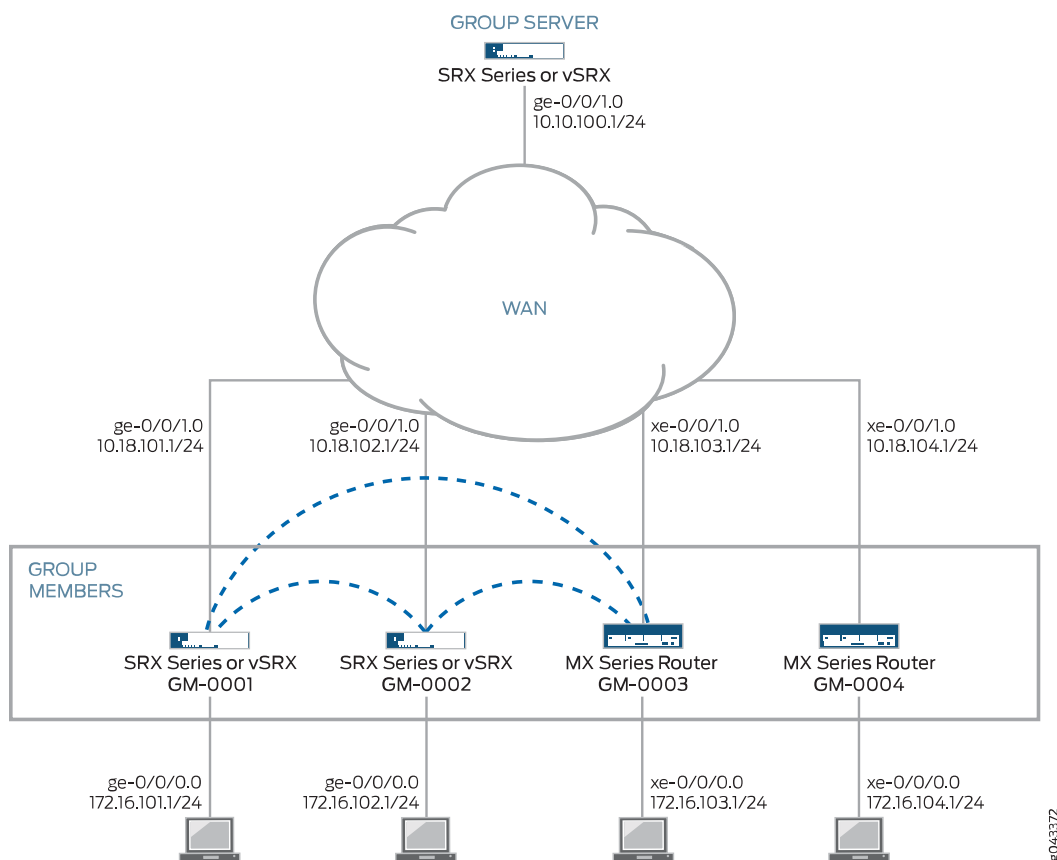 GROUP SERVER
SRX Series or vSRX
ge-0/0/1.0
10.10.100.1/24
WAN
ge-0/0/1.0
10.18.101.1/24
ge-0/0/1.0
10.18.102.1/24
xe-0/0/1.0
10.18.103.1/24
xe-0/0/1.0
10.18.104.1/24
GROUP
MEMBERS
SRX Series or vSRX
GM-0001
SRX Series or vSRX
GM-0002
MX Series Router
GM-0003
MX Series Router
GM-0004
ge-0/0/0.0
172.16.101.1/24
ge-0/0/0.0
172.16.102.1/24
xe-0/0/0.0
172.16.103.1/24
xe-0/0/0.0
172.16.104.1/24
g043372